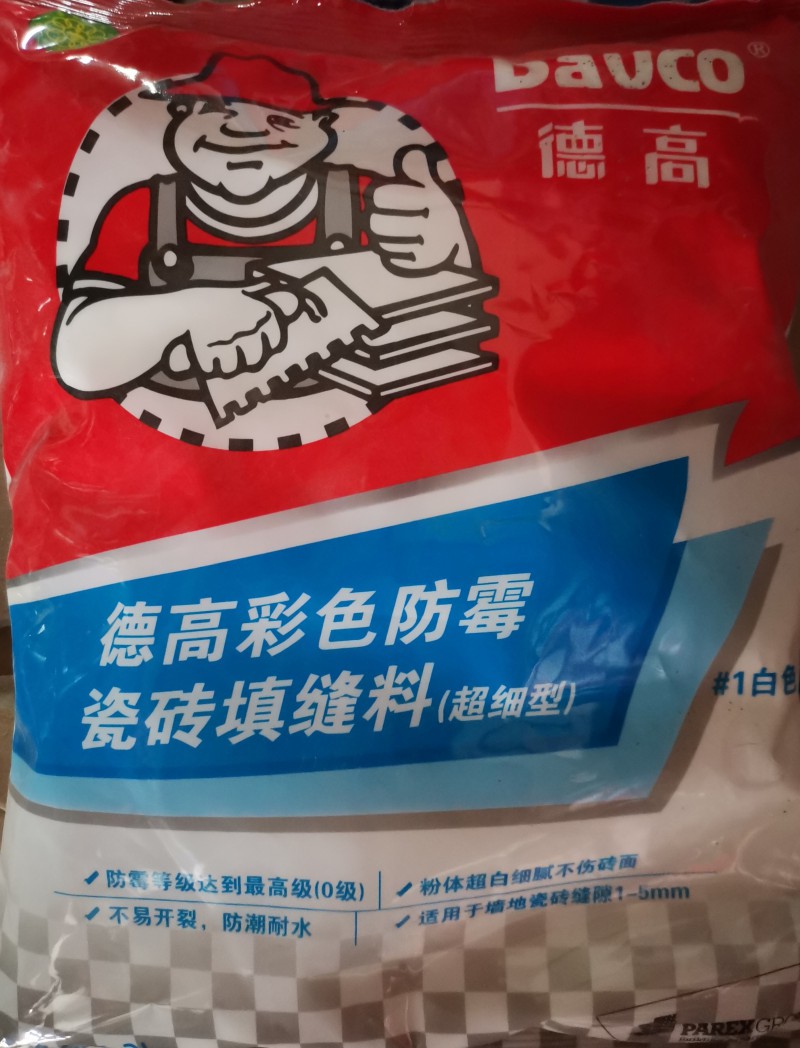 Davco®
德高
德高彩色防霉
瓷砖填缝料(超细型)
#1白色
✓防霉等级达到最高级(0级)
✓粉体超白细腻不伤砖面
✓不易开裂，防潮耐水
✓适用于墙地瓷砖缝隙1-5mm
PAREXGRO